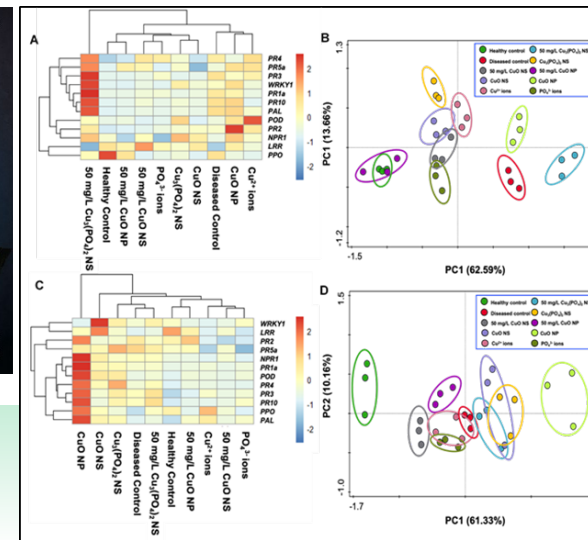 A
PR4
PR5a
PR3
WRKY1
PR1a
PR10
PAL
POD
PR2
NPR1
LRR
PPO
2
1
0
-1
-2
50 mg/L Cu₃(PO₄)₂ NS
Healthy Control
50 mg/L CuO NP
50 mg/L CuO NS
PO₄³⁻ ions
Cu₃(PO₄)₂ NS
CuO NS
Diseased Control
CuO NP
Cu²⁺ ions
B
1.3
Healthy control
50 mg/L Cu₃(PO₄)₂ NS
Diseased control
Cu₃(PO₄)₂ NS
50 mg/L CuO NS
50 mg/L CuO NP
CuO NS
CuO NP
Cu²⁺ ions
PO₄³⁻ ions
PC1 (13.66%)
-1.2
-1.5
PC1 (62.59%)
C
WRKY1
LRR
PR2
PR5a
NPR1
PR1a
POD
PR4
PR3
PR10
PPO
PAL
2
1
0
-1
-2
CuO NP
CuO NS
Cu₃(PO₄)₂ NS
Diseased Control
50 mg/L Cu₃(PO₄)₂ NS
Healthy Control
50 mg/L CuO NP
Cu²⁺ ions
50 mg/L CuO NS
PO₄³⁻ ions
D
1.5
Healthy control
50 mg/L Cu₃(PO₄)₂ NS
Diseased control
Cu₃(PO₄)₂ NS
50 mg/L CuO NS
50 mg/L CuO NP
CuO NS
CuO NP
Cu²⁺ ions
PO₄³⁻ ions
PC2 (10.16%)
-1.0
-1.7
PC1 (61.33%)